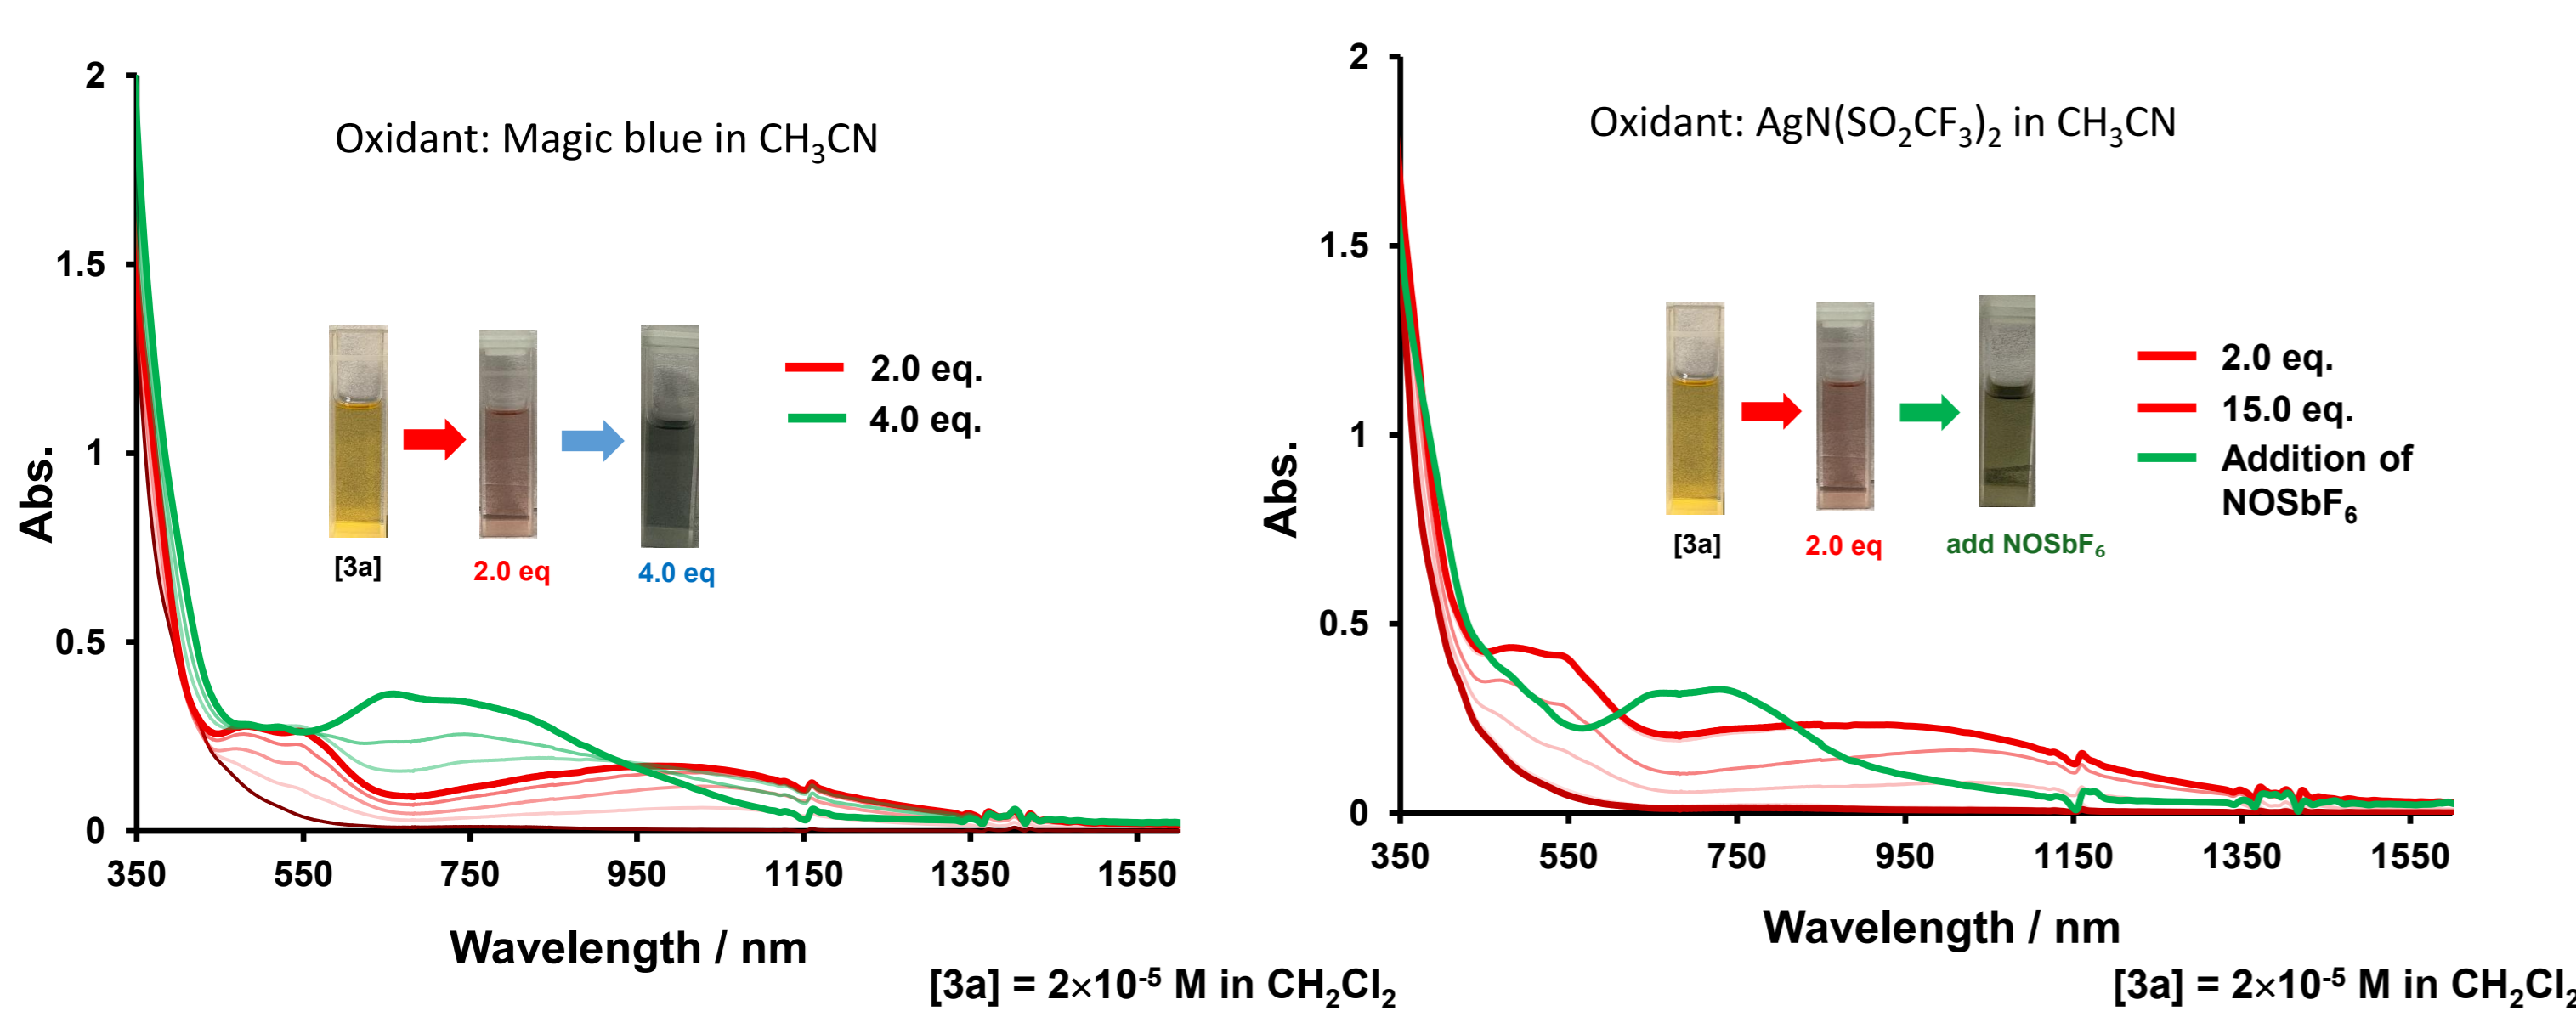 Oxidant: Magic blue in CH₃CN
2
1.5
1
0.5
0
Abs.
350 550 750 950 1150 1350 1550
Wavelength / nm
2.0 eq.
4.0 eq.
[3a]
2.0 eq
4.0 eq
[3a] = 2×10⁻⁵ M in CH₂Cl₂
Oxidant: AgN(SO₂CF₃)₂ in CH₃CN
2
1.5
1
0.5
0
Abs.
350 550 750 950 1150 1350 1550
Wavelength / nm
2.0 eq.
15.0 eq.
Addition of
NOSbF₆
[3a]
2.0 eq
add NOSbF₆
[3a] = 2×10⁻⁵ M in CH₂Cl₂